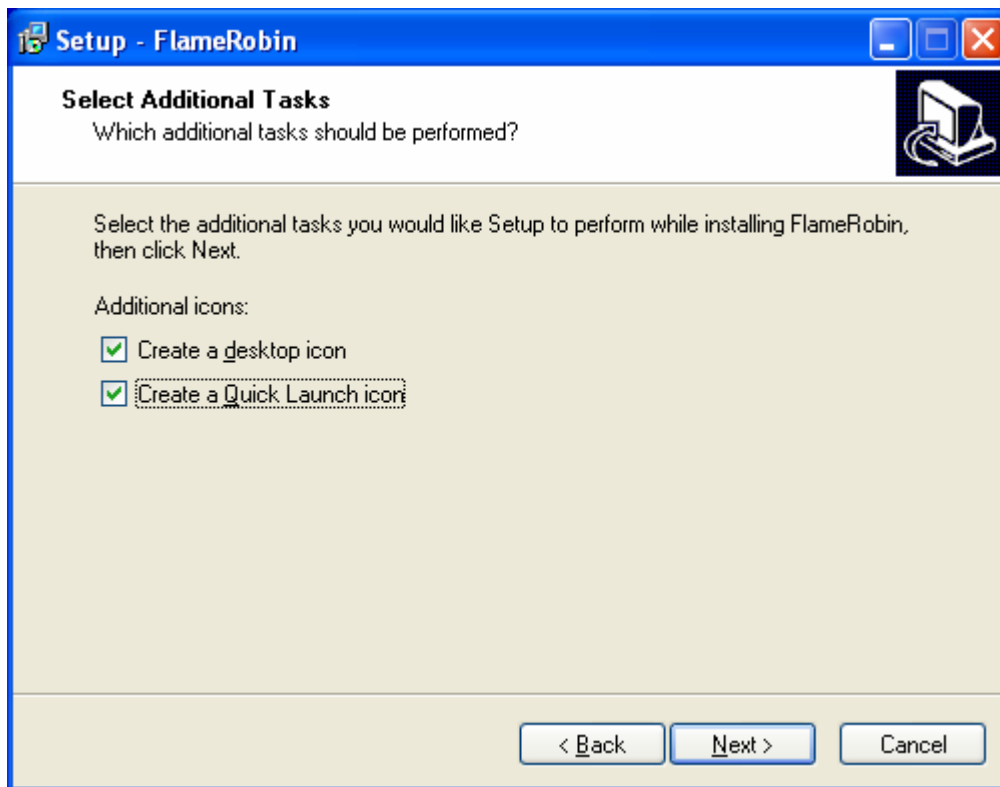 Setup - FlameRobin
Select Additional Tasks
Which additional tasks should be performed?
Select the additional tasks you would like Setup to perform while installing FlameRobin,
then click Next.
Additional icons:
Create a desktop icon
Create a Quick Launch icon
< Back
Next >
Cancel